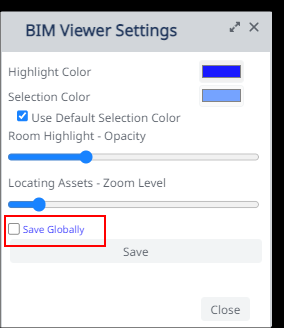 BIM Viewer Settings
Highlight Color
Selection Color
Use Default Selection Color
Room Highlight - Opacity
Locating Assets - Zoom Level
Save Globally
Save
Close